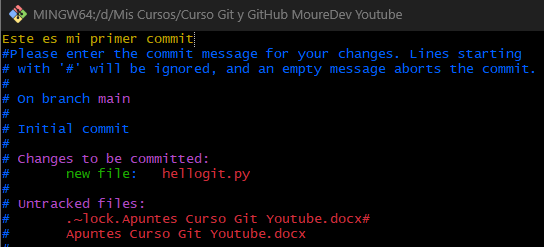 MINGW64:/d/Mis Cursos/Curso Git y GitHub MoureDev Youtube
Este es mi primer commit
#Please enter the commit message for your changes. Lines starting
# with '#' will be ignored, and an empty message aborts the commit.
#
# On branch main
#
# Initial commit
#
# Changes to be committed:
#       new file:   hellogit.py
#
# Untracked files:
#       .~lock.Apuntes Curso Git Youtube.docx#
#       Apuntes Curso Git Youtube.docx
#